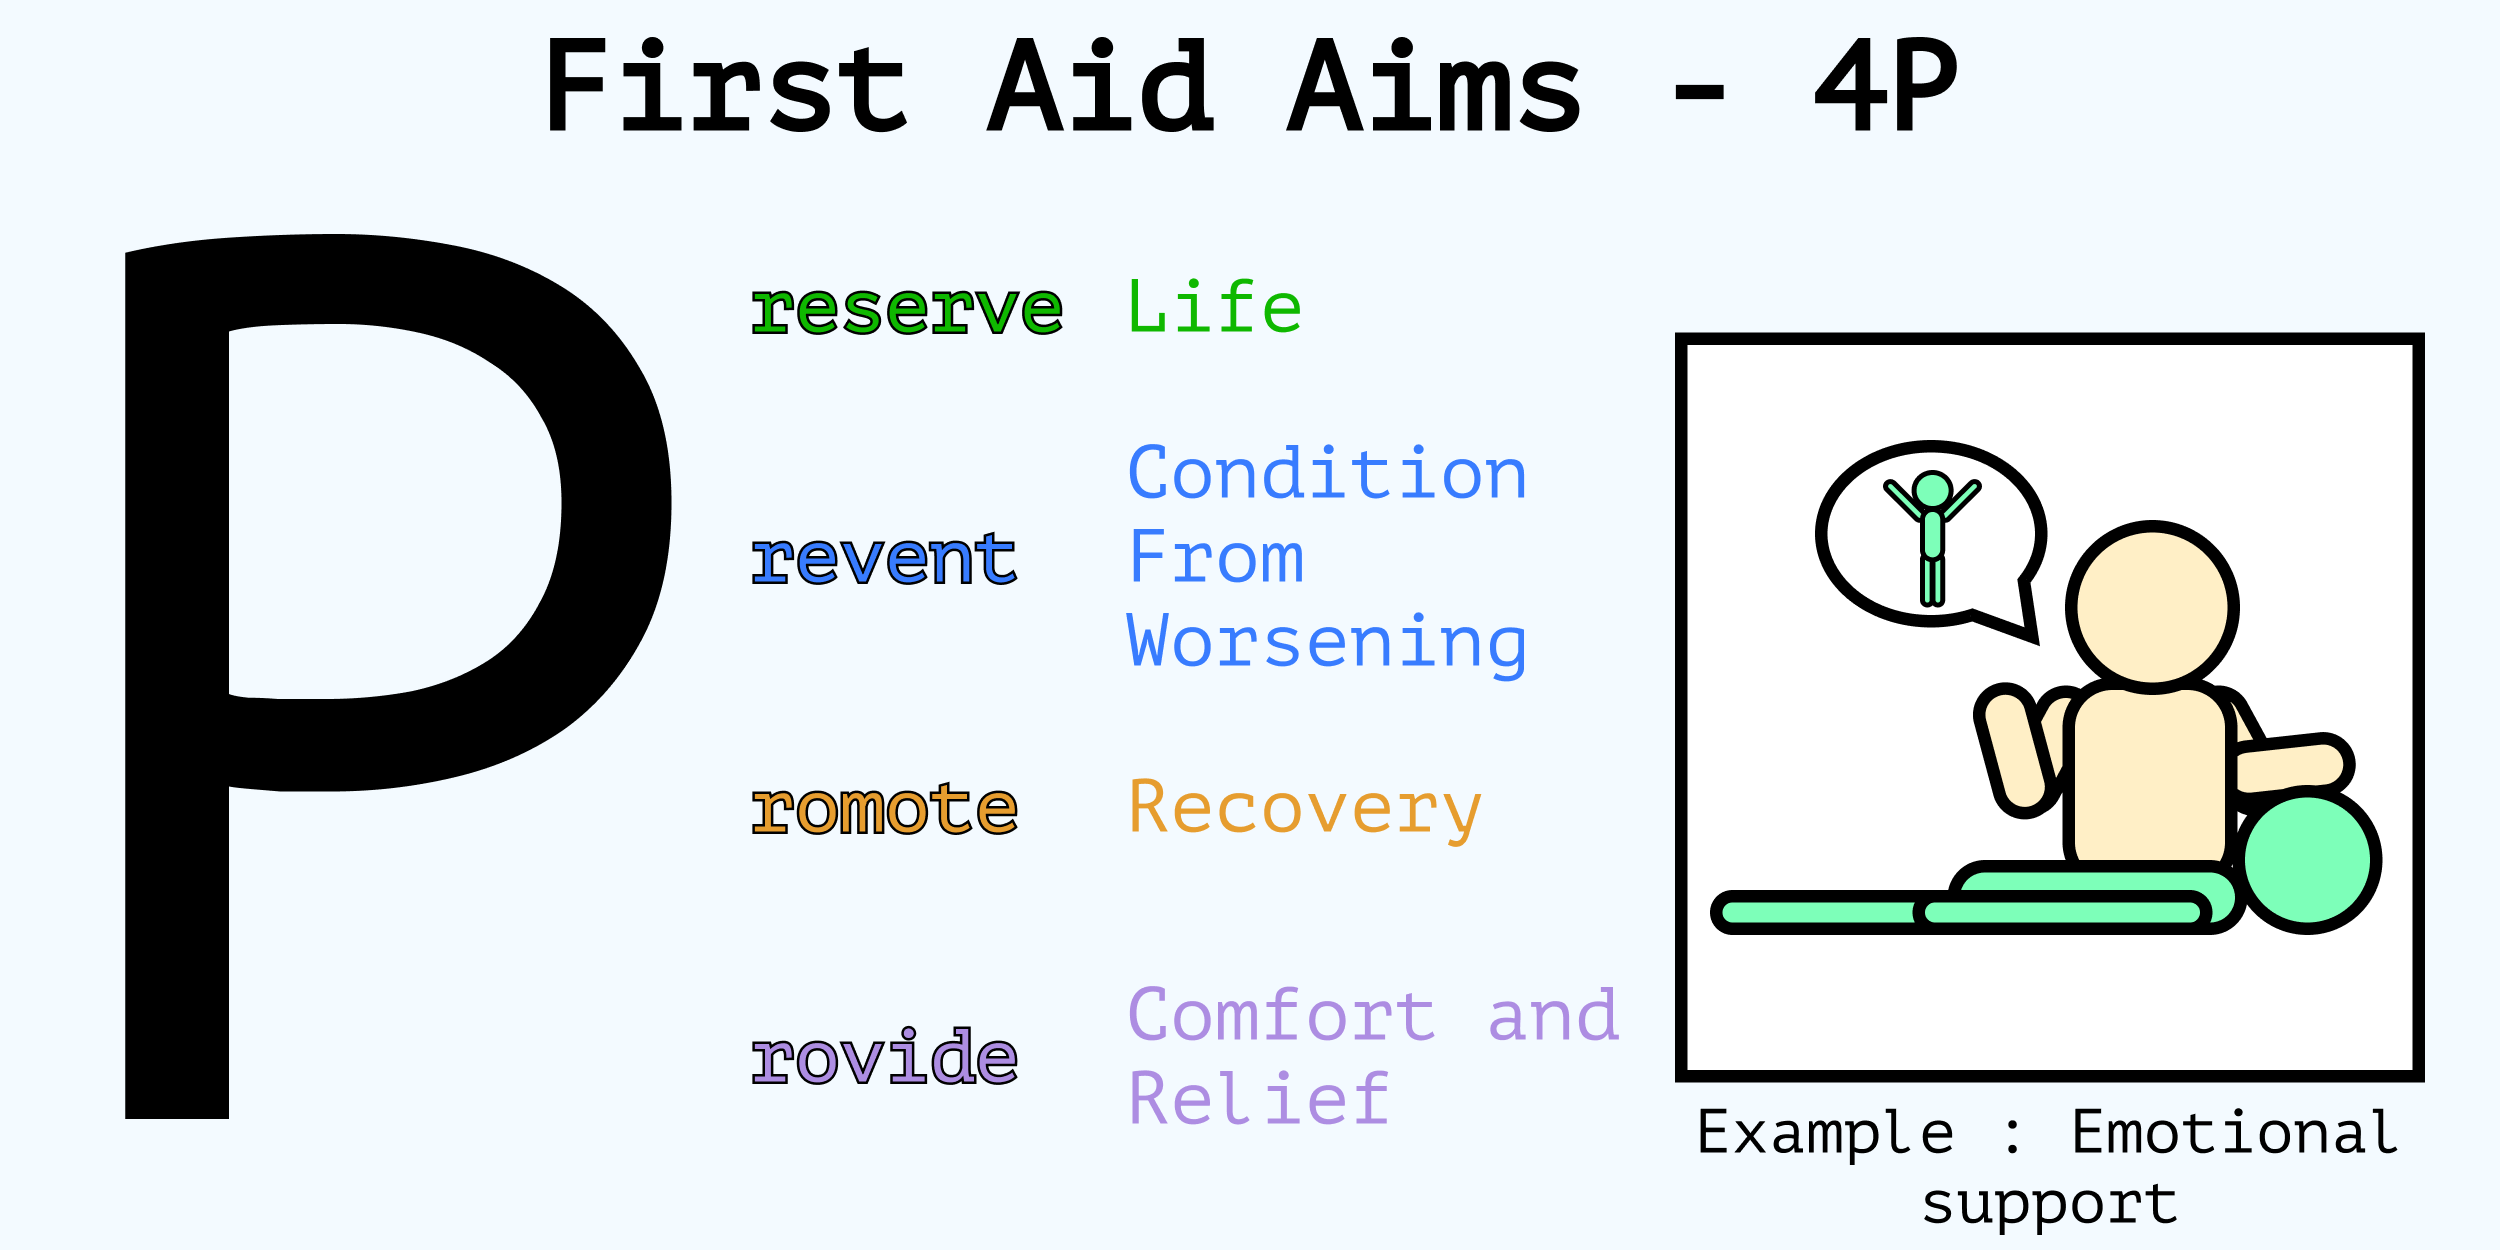 First Aid Aims - 4P
P
reserve Life
revent Condition
From
Worsening
romote Recovery
rovide Comfort and
Relief
Example : Emotional
support